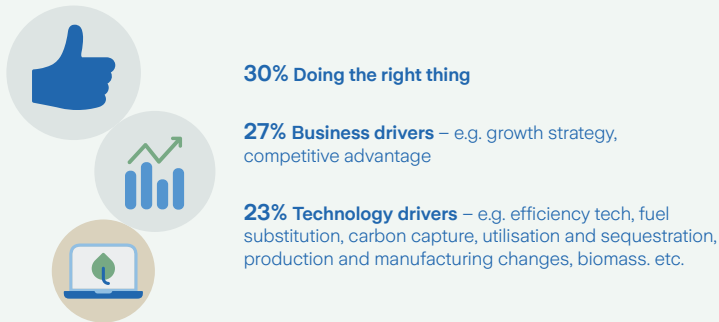 30% Doing the right thing
27% Business drivers – e.g. growth strategy,
competitive advantage
23% Technology drivers – e.g. efficiency tech, fuel
substitution, carbon capture, utilisation and sequestration,
production and manufacturing changes, biomass. etc.